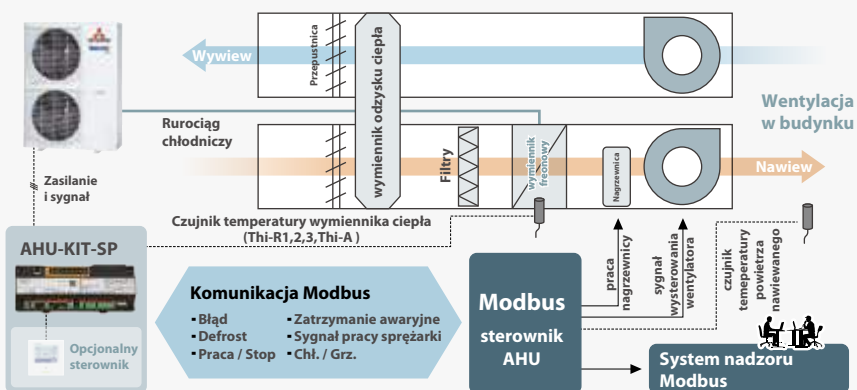 Wywiew
Przepustnica
wymiennik odzysku ciepła
Rurociąg
chłodniczy
Wentylacja
w budynku
Filtry
wymiennik
freonowy
Nagrzewnica
Nawiew
Zasilanie
i sygnał
Czujnik temperatury wymiennika ciepła
(Thi-R1,2,3,Thi-A )
AHU-KIT-SP
Opcjonalny
sterownik
Komunikacja Modbus
▪ Błąd
▪ Defrost
▪ Praca / Stop
▪ Zatrzymanie awaryjne
▪ Sygnał pracy sprężarki
▪ Chł. / Grz.
Modbus
sterownik
AHU
praca
nagrzewnicy
sygnał
wysterowania
wentylatora
czujnik
temeperatury
powietrza
nawiewanego
System nadzoru
Modbus